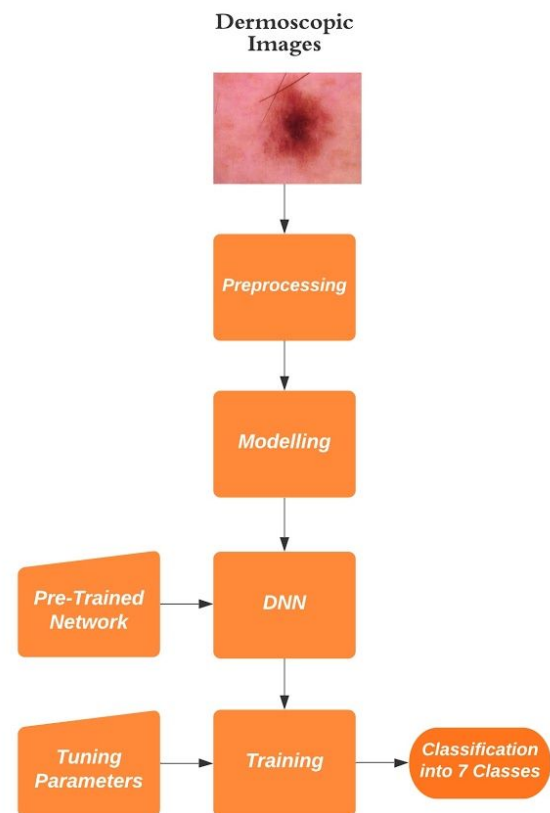 Dermoscopic
Images
Preprocessing
Modelling
Pre-Trained
Network
DNN
Tuning
Parameters
Training
Classification
into 7 Classes